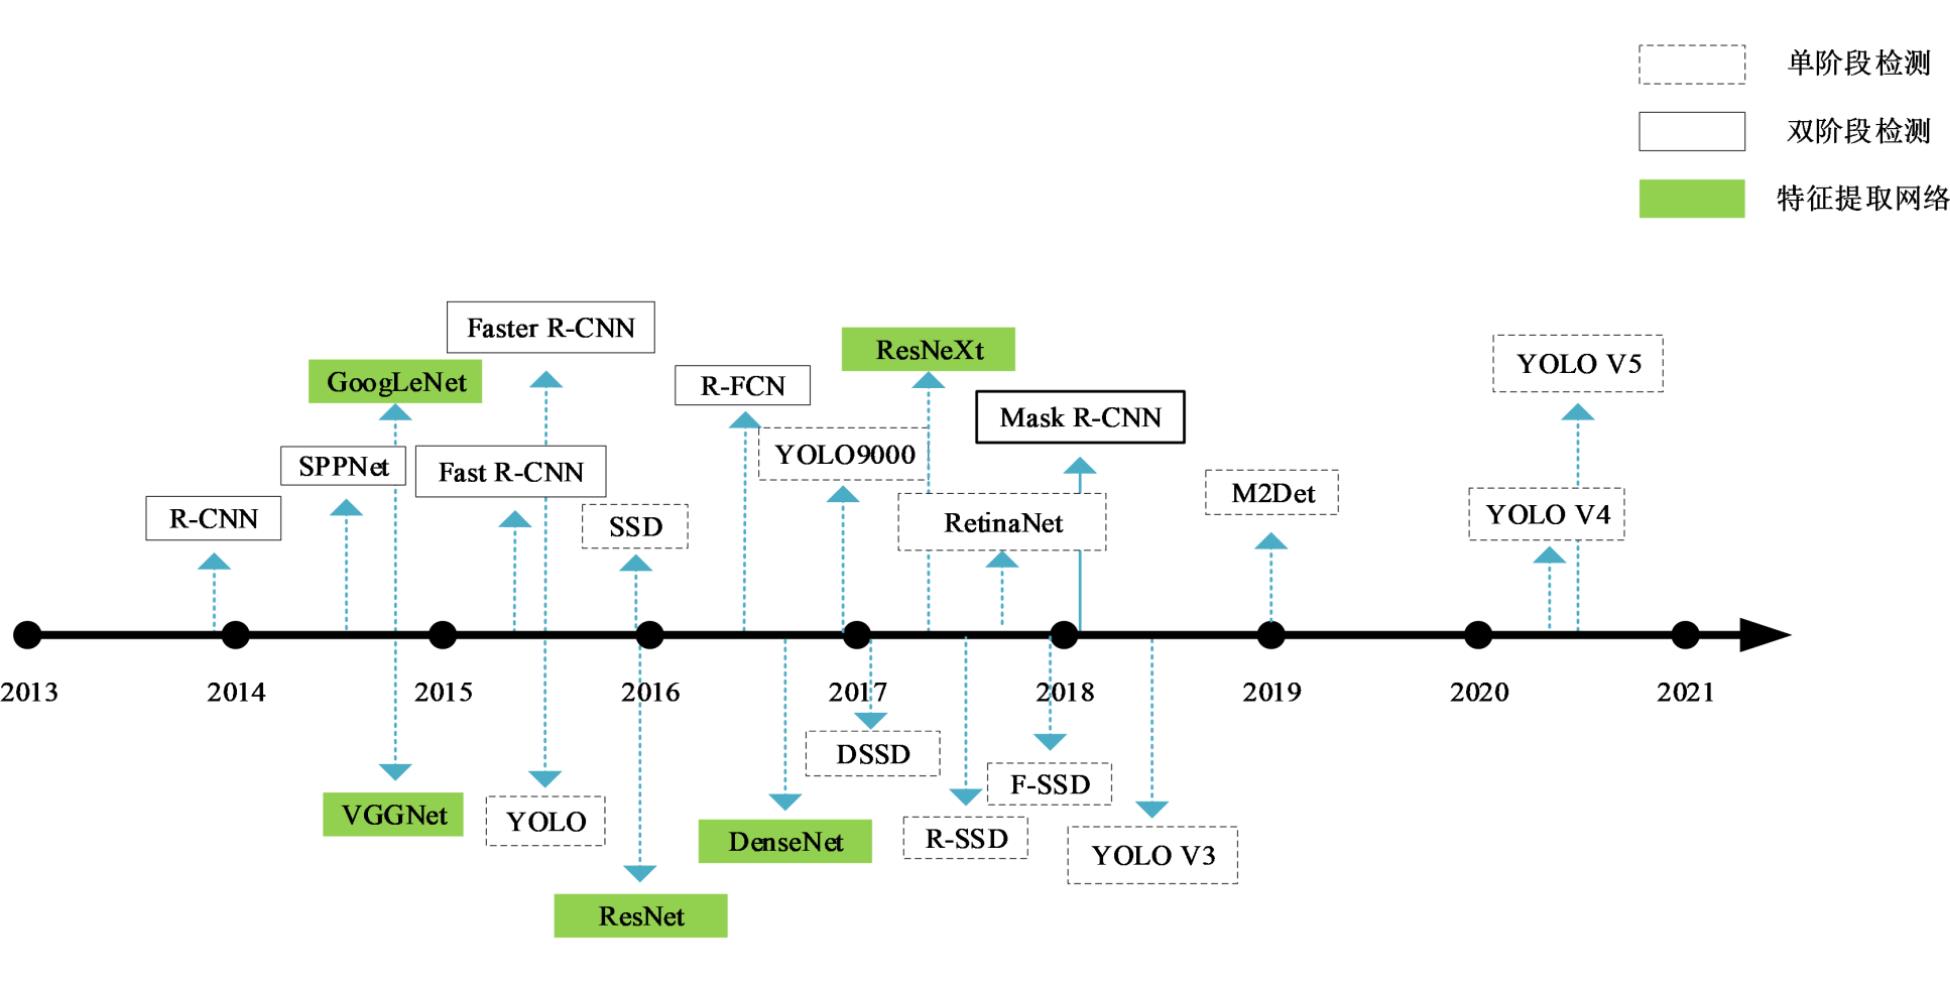 单阶段检测
双阶段检测
特征提取网络
Faster R-CNN
ResNeXt
GoogLeNet
R-FCN
YOLO V5
Mask R-CNN
SPPNet
Fast R-CNN
YOLO9000
M2Det
R-CNN
SSD
RetinaNet
YOLO V4
2013 2014 2015 2016 2017 2018 2019 2020 2021
DSSD
F-SSD
VGGNet
YOLO
DenseNet
R-SSD
YOLO V3
ResNet